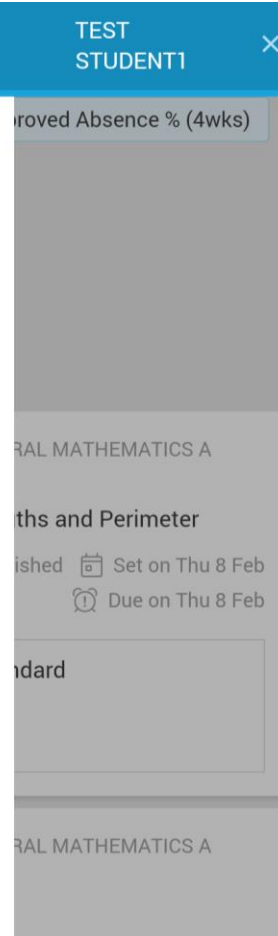 TEST
STUDENT1
roved Absence % (4wks)
RAL MATHEMATICS A
ths and Perimeter
ished Set on Thu 8 Feb
Due on Thu 8 Feb
ndard
RAL MATHEMATICS A